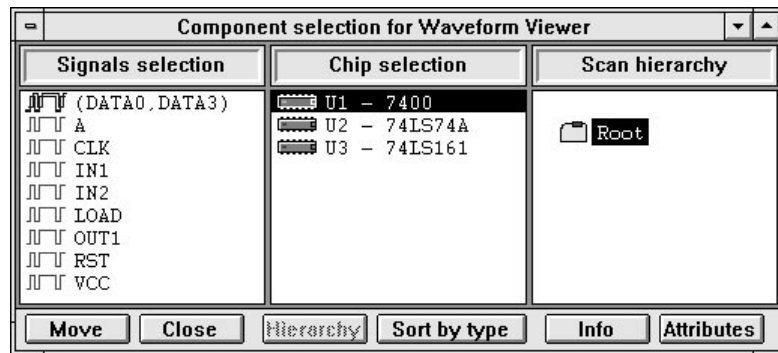 Component selection for Waveform Viewer
Signals selection
Chip selection
Scan hierarchy
(DATA0,DATA3)
A
CLK
IN1
IN2
LOAD
OUT1
RST
VCC
U1 – 7400
U2 – 74LS74A
U3 – 74LS161
Root
Move
Close
Hierarchy
Sort by type
Info
Attributes